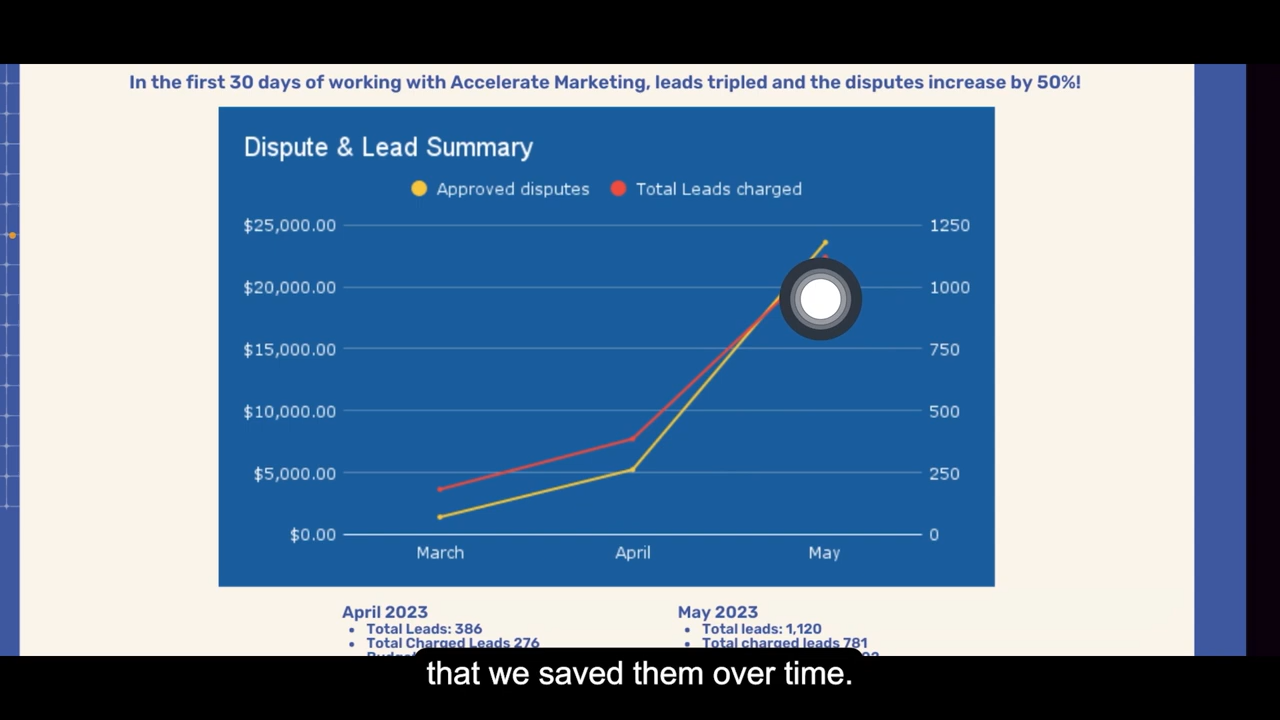 In the first 30 days of working with Accelerate Marketing, leads tripled and the disputes increase by 50%!
Dispute & Lead Summary
Approved disputes Total Leads charged
$25,000.00 1250
$20,000.00 1000
$15,000.00 750
$10,000.00 500
$5,000.00 250
$0.00 0
March April May
April 2023 May 2023
• Total Leads: 386 • Total leads: 1,120
• Total Charged Leads 276 • Total charged leads 781
that we saved them over time.